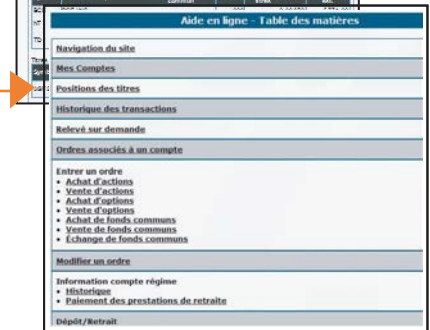 Aide en ligne - Table des matières
Navigation du site
Mes Comptes
Positions des titres
Historique des transactions
Relevé sur demande
Ordres associés à un compte
Entrer un ordre
• Achat d'actions
• Vente d'actions
• Achat d'options
• Vente d'options
• Achat de fonds communs
• Vente de fonds communs
• Échange de fonds communs
Modifier un ordre
Information compte régime
• Historique
• Paiement des prestations de retraite
Dépôt/Retrait